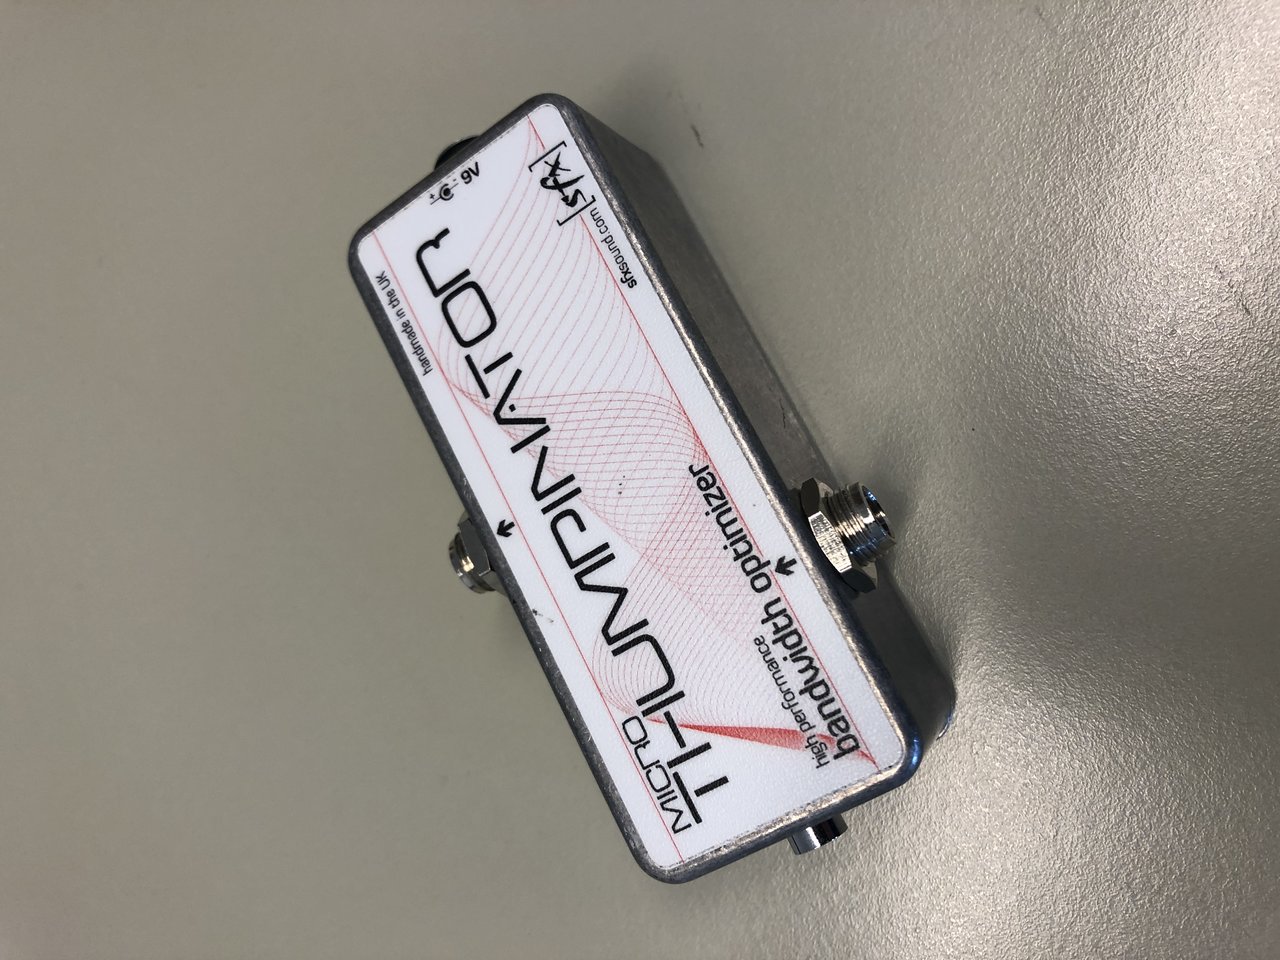 MICRO
THUMPINATOR
high performance
bandwidth optimizer
handmade in the UK
+ - 9V
[sfx]
sfxsound.com